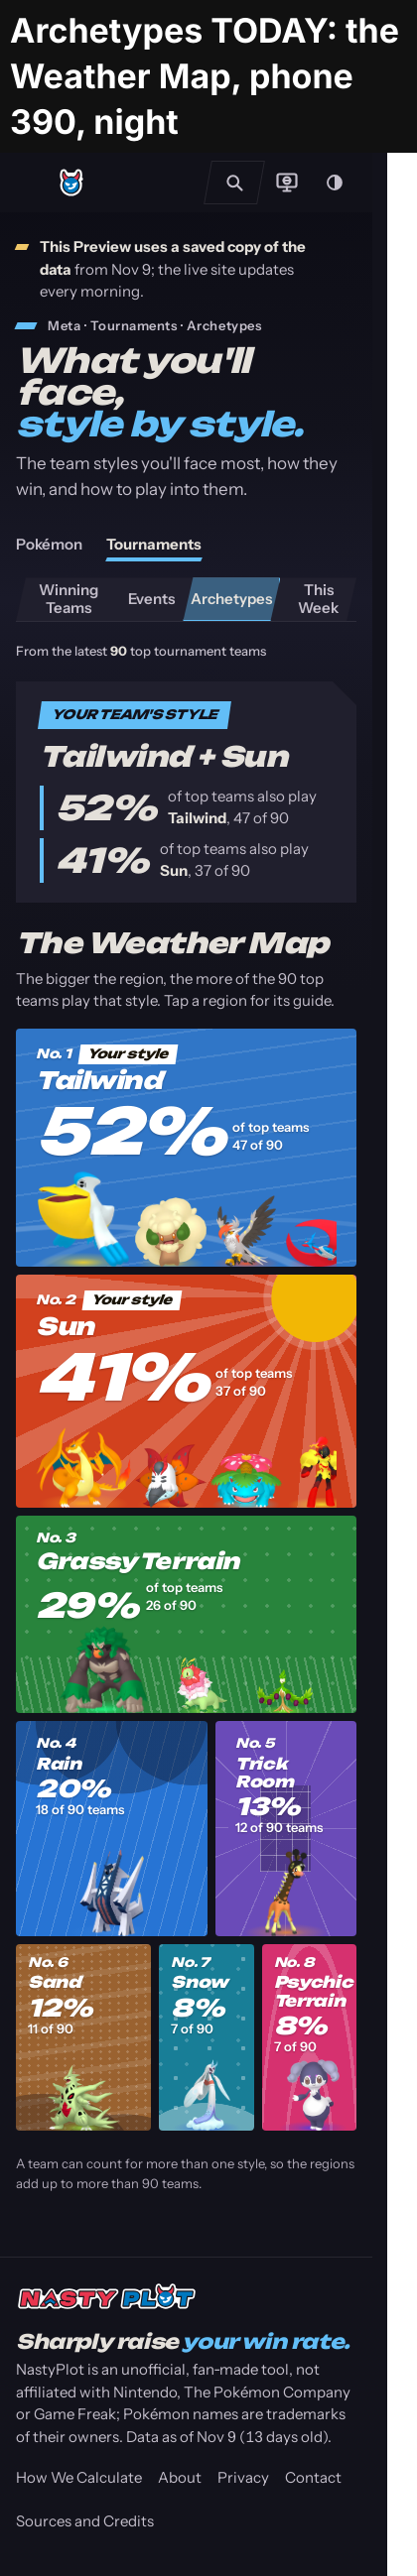 Archetypes TODAY: the
Weather Map, phone
390, night
This Preview uses a saved copy of the
data from Nov 9; the live site updates
every morning.
Meta · Tournaments · Archetypes
What you'll
face,
style by style.
The team styles you'll face most, how they
win, and how to play into them.
Pokémon Tournaments
Winning
Teams
Events
Archetypes
This
Week
From the latest 90 top tournament teams
YOUR TEAM'S STYLE
Tailwind + Sun
52% of top teams also play
Tailwind, 47 of 90
41% of top teams also play
Sun, 37 of 90
The Weather Map
The bigger the region, the more of the 90 top
teams play that style. Tap a region for its guide.
No. 1 Your style
Tailwind
52% of top teams
47 of 90
No. 2 Your style
Sun
41% of top teams
37 of 90
No. 3
Grassy Terrain
29% of top teams
26 of 90
No. 4
Rain
20%
18 of 90 teams
No. 5
Trick
Room
13%
12 of 90 teams
No. 6
Sand
12%
11 of 90
No. 7
Snow
8%
7 of 90
No. 8
Psychic
Terrain
8%
7 of 90
A team can count for more than one style, so the regions
add up to more than 90 teams.
NASTY PLOT
Sharply raise your win rate.
NastyPlot is an unofficial, fan-made tool, not
affiliated with Nintendo, The Pokémon Company
or Game Freak; Pokémon names are trademarks
of their owners. Data as of Nov 9 (13 days old).
How We Calculate About Privacy Contact
Sources and Credits